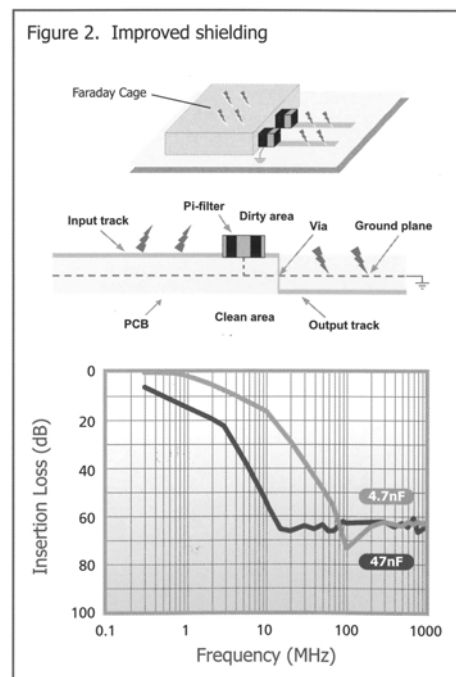 Figure 2. Improved shielding
Faraday Cage
Pi-filter
Dirty area
Input track
Via
Ground plane
PCB
Clean area
Output track
0
20
40
60
80
100
Insertion Loss (dB)
4.7nF
47nF
0.1
1
10
100
1000
Frequency (MHz)